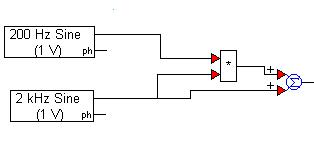 200 Hz Sine
(1 V)
ph
*
+
+
Σ
2 kHz Sine
(1 V)
ph